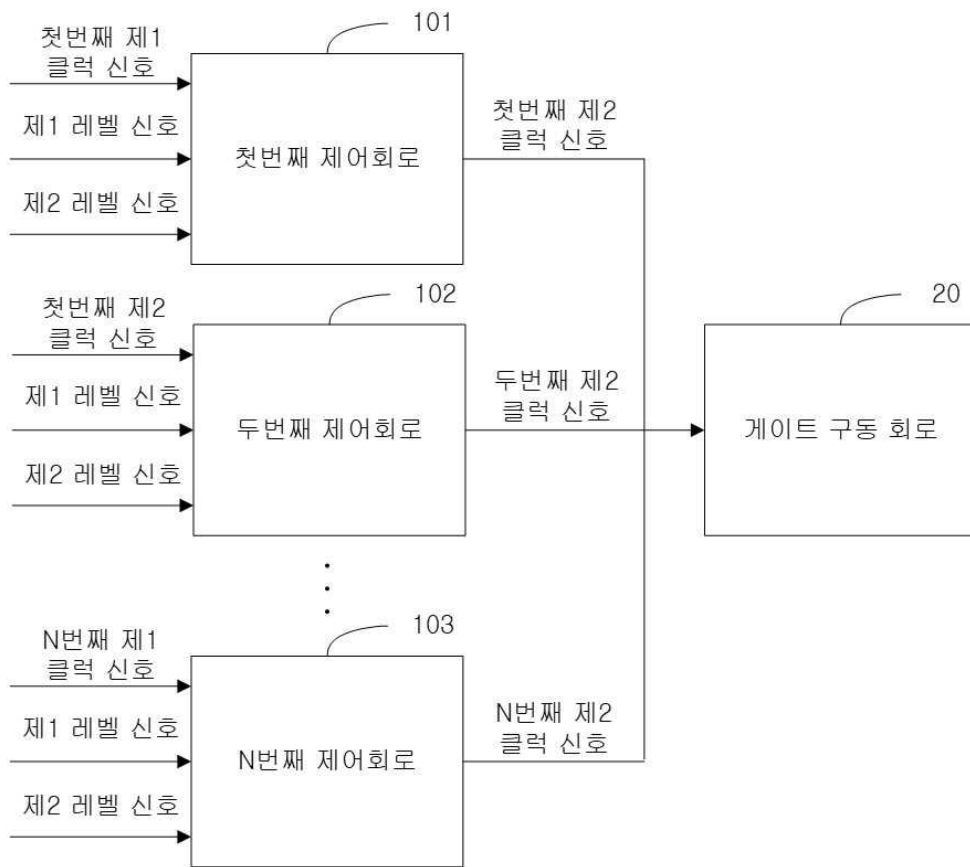 101
첫번째 제1
클럭 신호
제1 레벨 신호
제2 레벨 신호
첫번째 제어회로
첫번째 제2
클럭 신호
102
첫번째 제2
클럭 신호
제1 레벨 신호
제2 레벨 신호
두번째 제어회로
두번째 제2
클럭 신호
20
게이트 구동 회로
103
N번째 제1
클럭 신호
제1 레벨 신호
제2 레벨 신호
N번째 제어회로
N번째 제2
클럭 신호